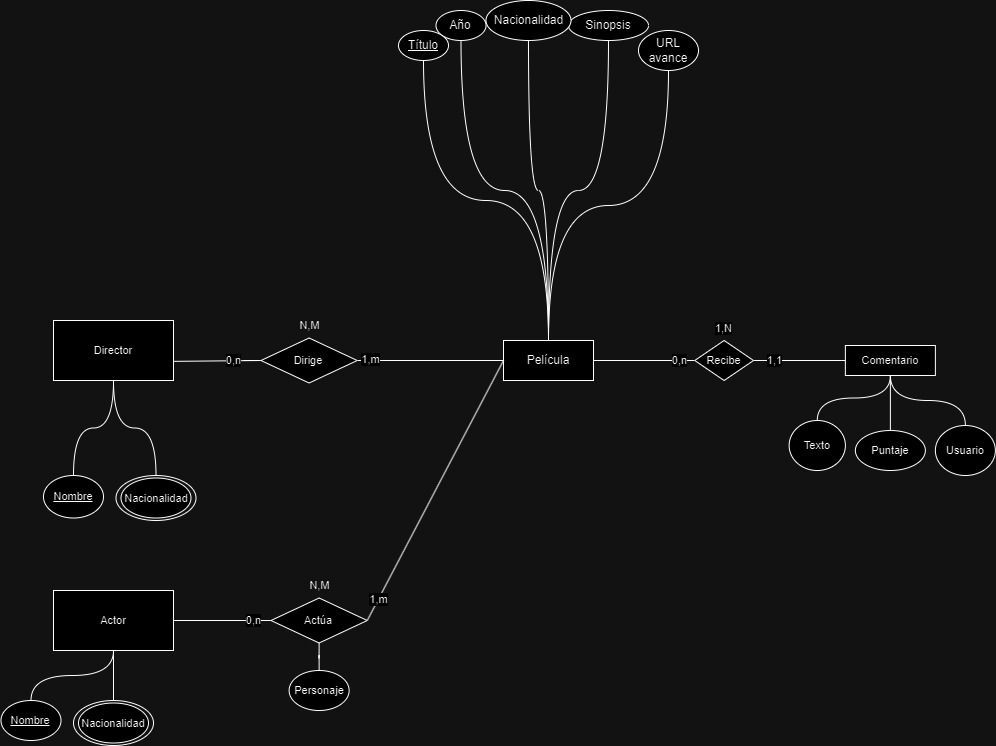 Título
Año
Nacionalidad
Sinopsis
URL
avance
N,M
Director
0,n
Dirige
1,m
Película
0,n
1,N
Recibe
1,1
Comentario
Texto
Puntaje
Usuario
Nombre
Nacionalidad
N,M
1,m
Actor
0,n
Actúa
Personaje
Nombre
Nacionalidad